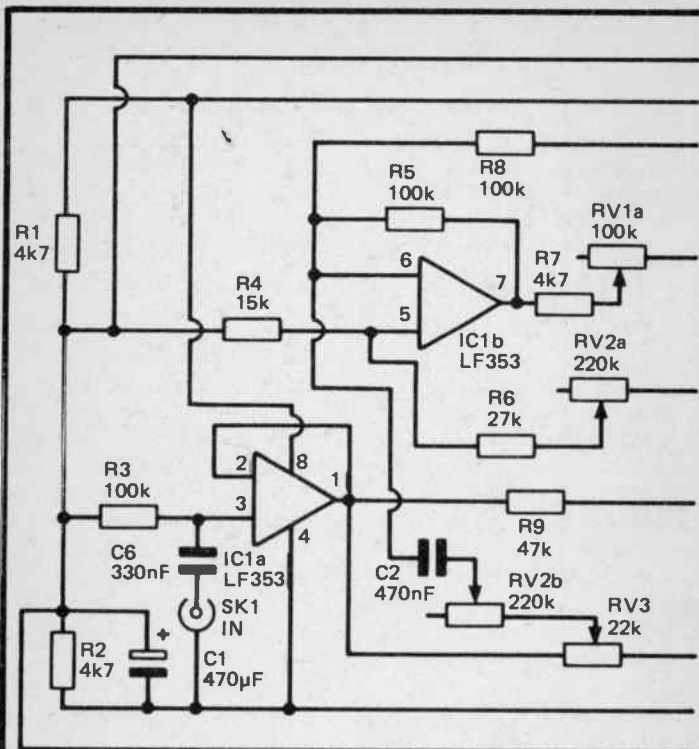 R8
100k
R5
100k
RV1a
100k
R1
4k7
6
7
R7
4k7
R4
15k
5
IC1b
LF353
RV2a
220k
R6
27k
2
8
1
R3
100k
3
4
R9
47k
C6
330nF
IC1a
LF353
C2
470nF
SK1
IN
RV2b
220k
RV3
22k
+
R2
4k7
C1
470µF